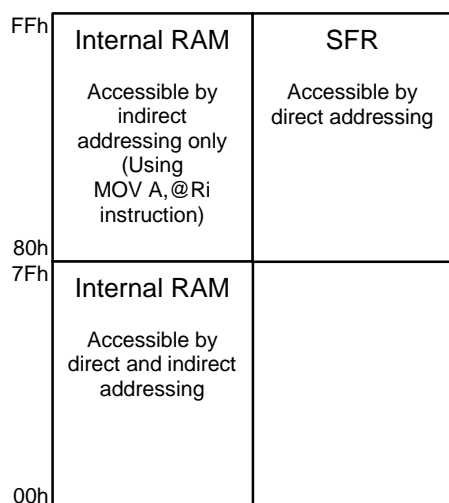 FFh
Internal RAM
Accessible by
indirect
addressing only
(Using
MOV A,@Ri
instruction)
SFR
Accessible by
direct addressing
80h
7Fh
Internal RAM
Accessible by
direct and indirect
addressing
00h